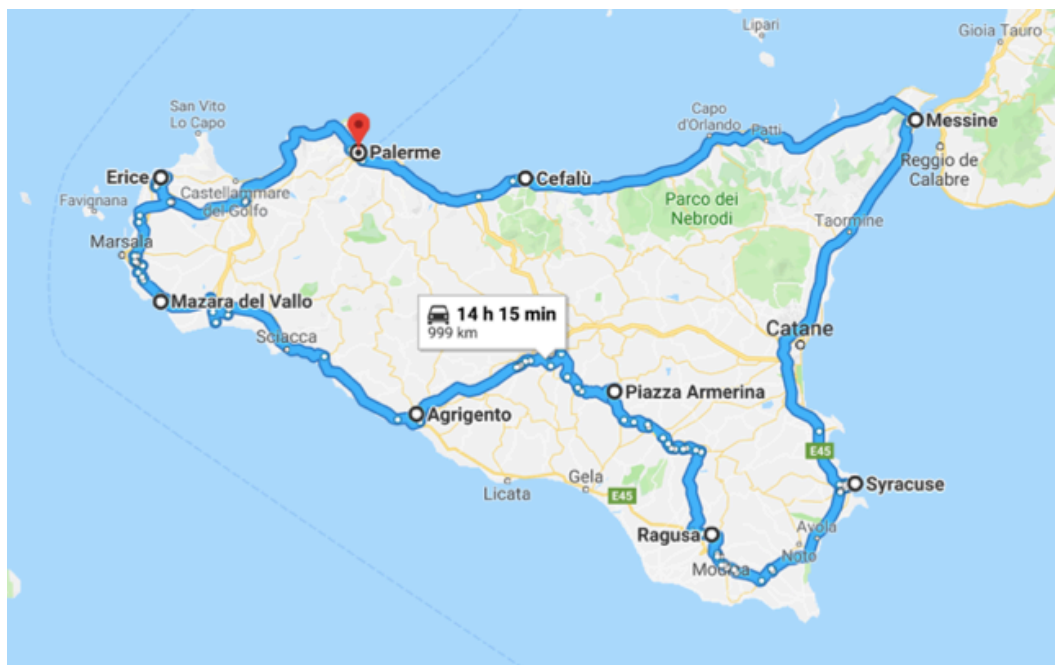 Lipari
Gioia Tauro
San Vito
Lo Capo
Capo
d'Orlando
Patti
Messine
Palerme
Reggio de
Calabre
Erice
Cefalù
Castellammare
del Golfo
Favignana
Parco dei
Nebrodi
Taormine
Marsala
Mazara del Vallo
14 h 15 min
999 km
Catane
Sciacca
Piazza Armerina
Agrigento
E45
Gela
Syracuse
Licata
E45
Ragusa
Avola
Noto
Modica